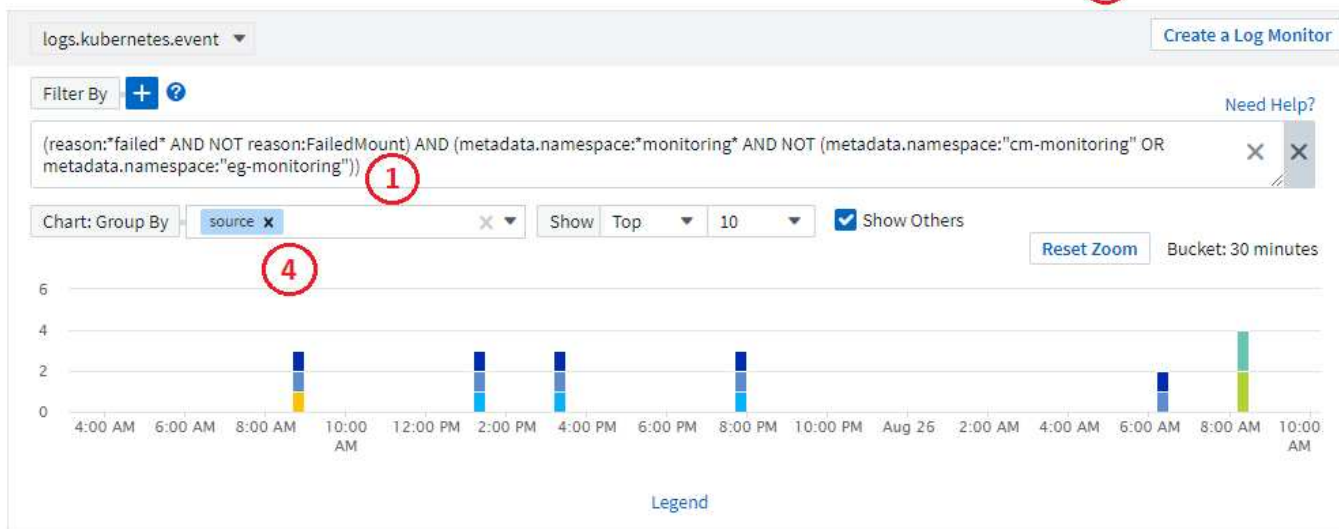 logs.kubernetes.event
Create a Log Monitor
Filter By + ?
Need Help?
(reason:*failed* AND NOT reason:FailedMount) AND (metadata.namespace:*monitoring* AND NOT (metadata.namespace:"cm-monitoring" OR
metadata.namespace:"eg-monitoring"))
1
Chart: Group By source x Show Top 10 Show Others
4
Reset Zoom Bucket: 30 minutes
6
4
2
0
4:00 AM 6:00 AM 8:00 AM 10:00 AM 12:00 PM 2:00 PM 4:00 PM 6:00 PM 8:00 PM 10:00 PM Aug 26 2:00 AM 4:00 AM 6:00 AM 8:00 AM 10:00 AM
Legend